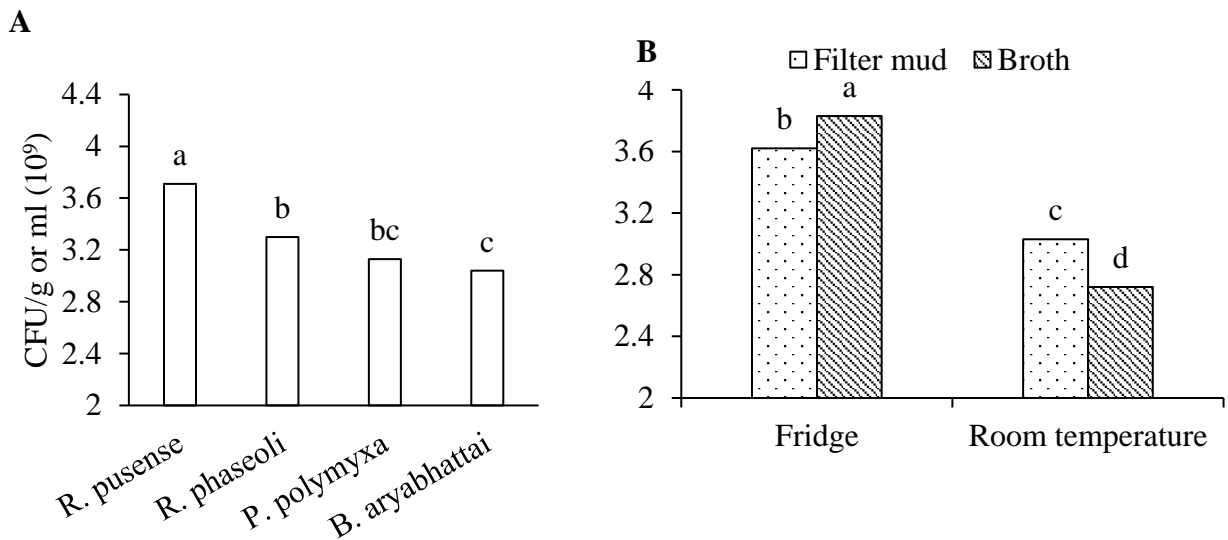 A
CFU/g or ml (10⁹)
4.4
4
3.6
3.2
2.8
2.4
2
a
b
bc
c
R. pusense
R. phaseoli
P. polymyxa
B. aryabhattai
B
Filter mud Broth
4
3.6
3.2
2.8
2.4
2
b
a
c
d
Fridge Room temperature